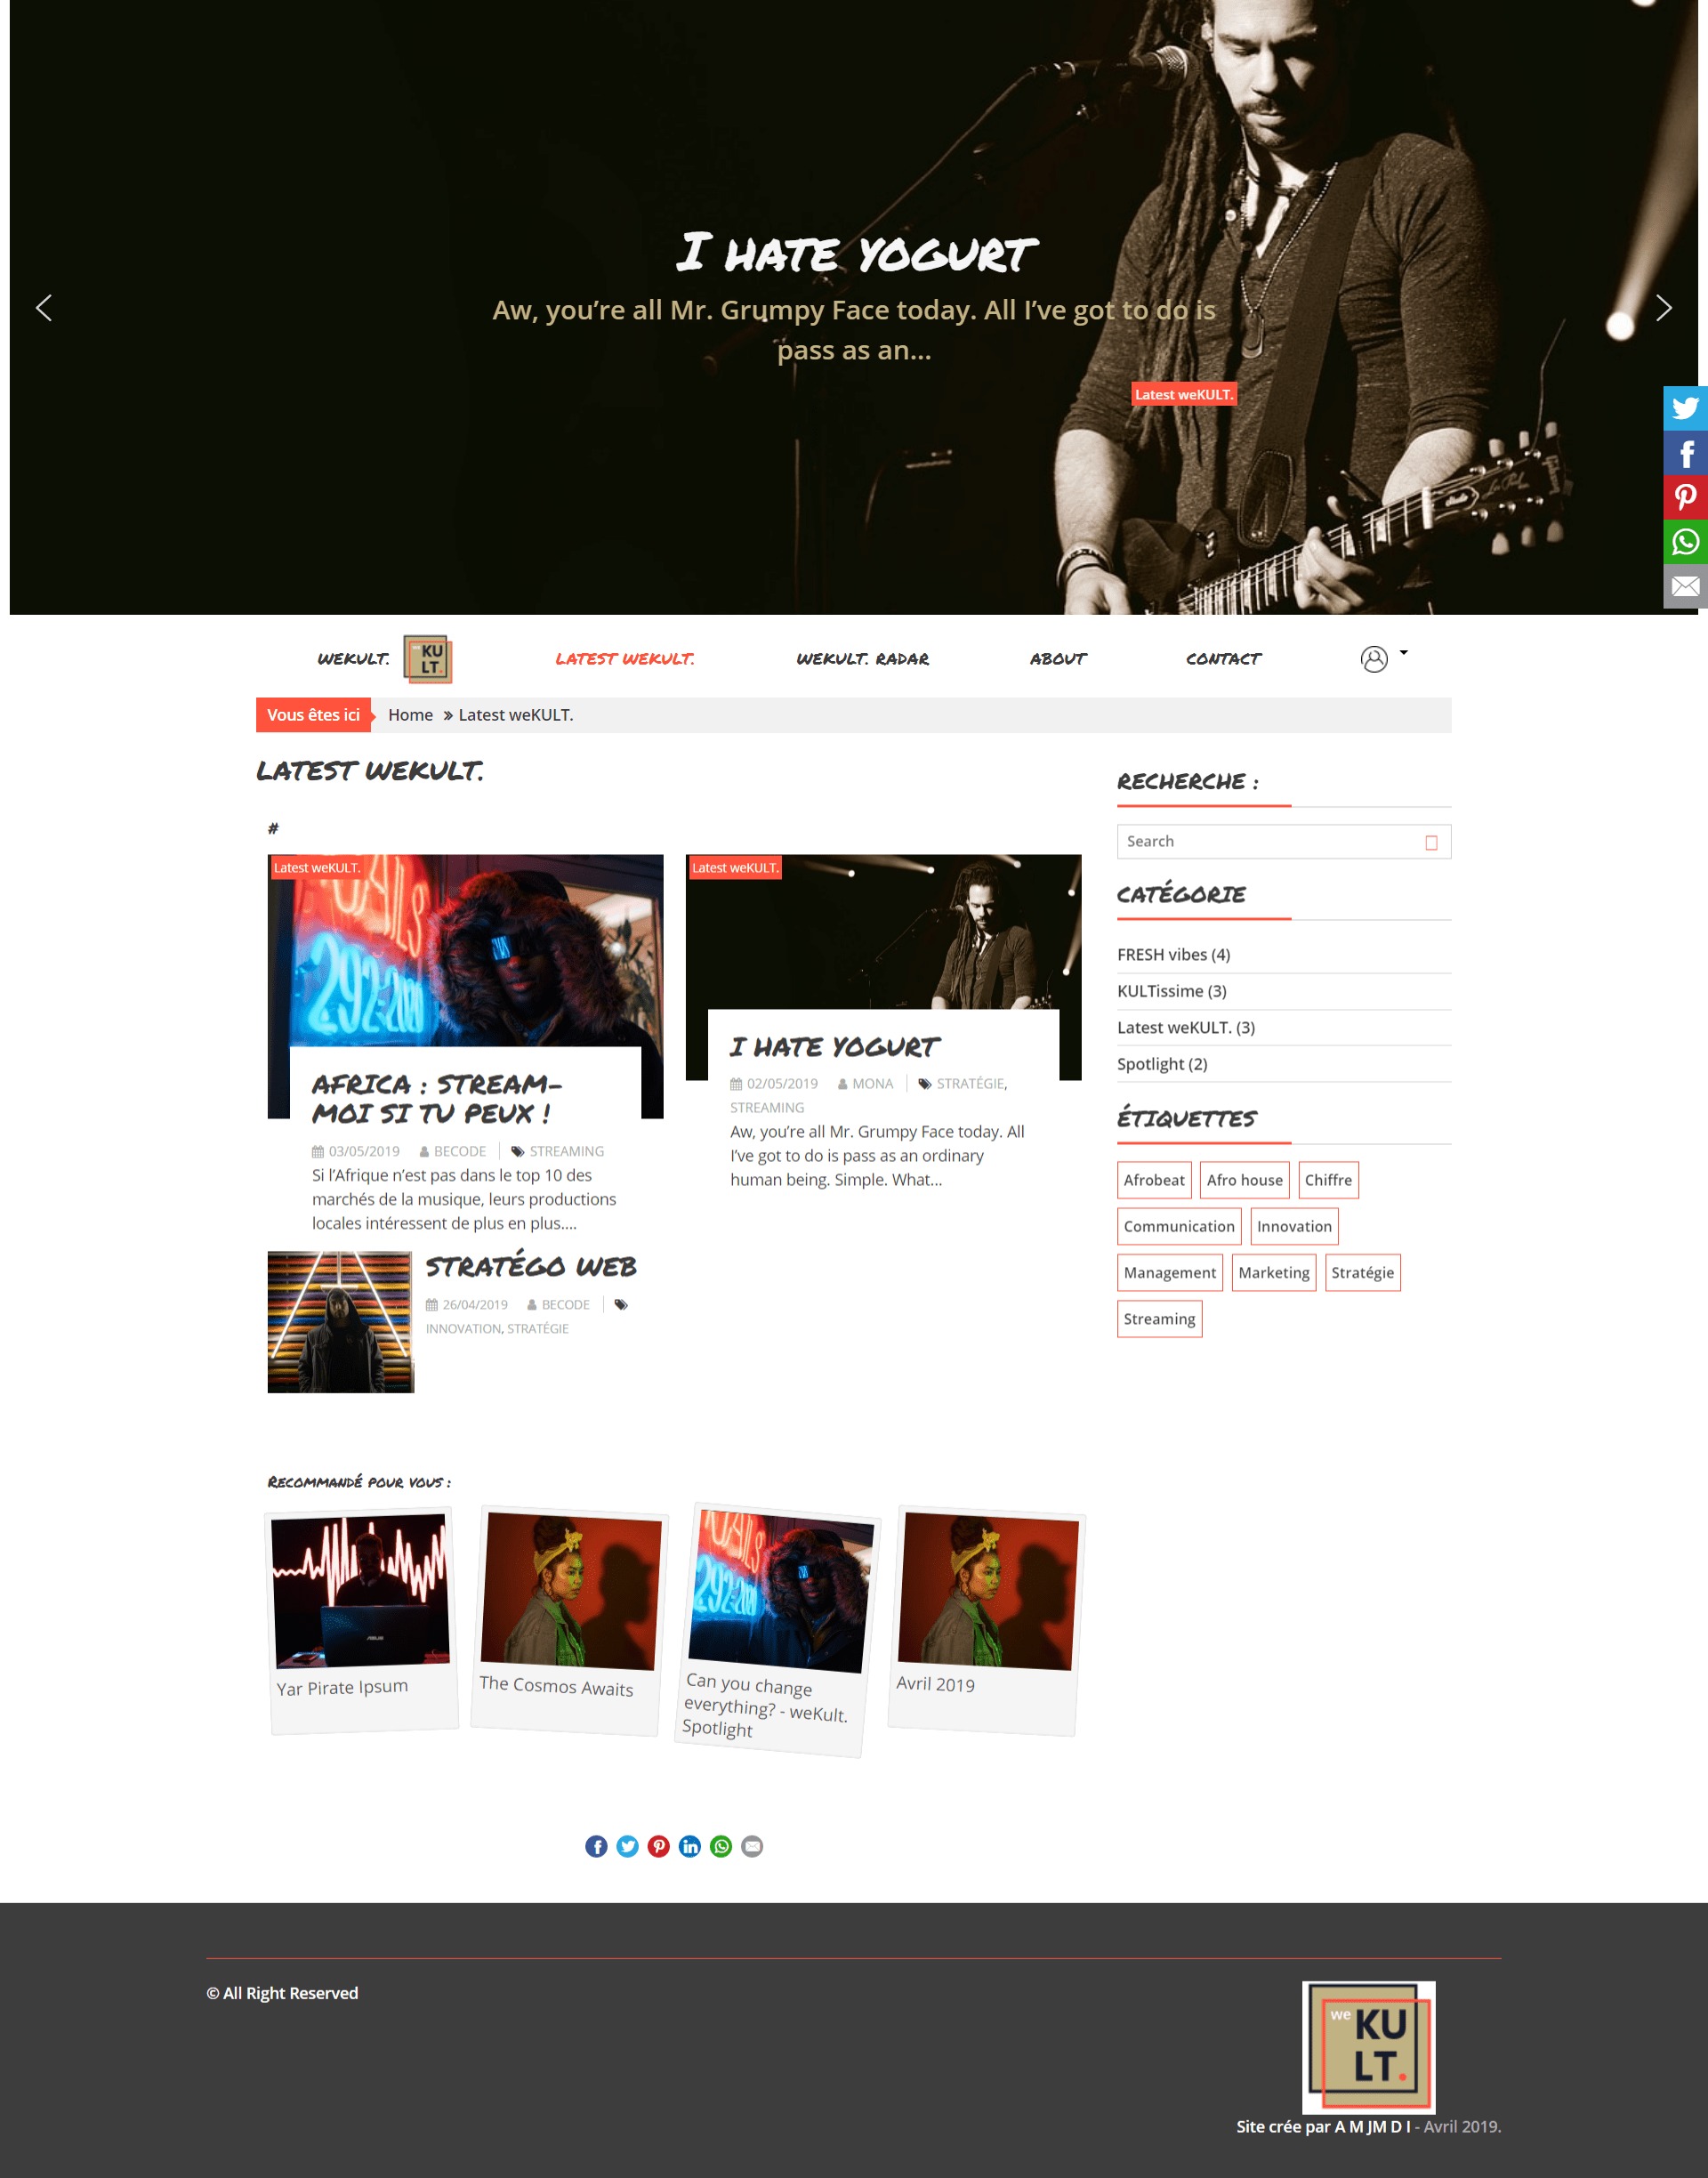 I HATE YOGURT
Aw, you’re all Mr. Grumpy Face today. All I’ve got to do is
pass as an...
Latest weKULT.
WEKULT.
we KU
LT.
LATEST WEKULT.
WEKULT. RADAR
ABOUT
CONTACT
Vous êtes ici
Home » Latest weKULT.
LATEST WEKULT.
#
Latest weKULT.
AFRICA : STREAM-
MOI SI TU PEUX !
03/05/2019 BECODE STREAMING
Si l’Afrique n’est pas dans le top 10 des
marchés de la musique, leurs productions
locales intéressent de plus en plus....
Latest weKULT.
I HATE YOGURT
02/05/2019 MONA STRATÉGIE,
STREAMING
Aw, you’re all Mr. Grumpy Face today. All
I’ve got to do is pass as an ordinary
human being. Simple. What...
STRATÉGO WEB
26/04/2019 BECODE
INNOVATION, STRATÉGIE
RECHERCHE :
Search
CATÉGORIE
FRESH vibes (4)
KULTissime (3)
Latest weKULT. (3)
Spotlight (2)
ÉTIQUETTES
Afrobeat Afro house Chiffre
Communication Innovation
Management Marketing Stratégie
Streaming
RECOMMANDÉ POUR VOUS :
ASUS
Yar Pirate Ipsum
The Cosmos Awaits
Can you change
everything? - weKult.
Spotlight
Avril 2019
© All Right Reserved
we KU
LT.
Site crée par A M JM D I - Avril 2019.